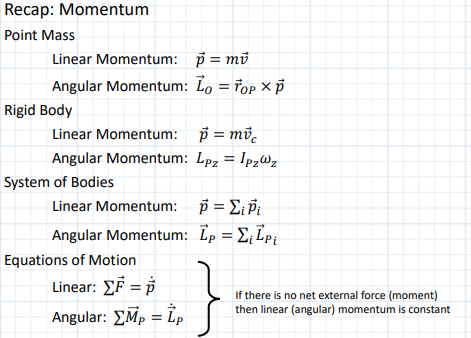 Recap: Momentum
Point Mass
Linear Momentum: $\vec{p} = m\vec{v}$
Angular Momentum: $\vec{L}_O = \vec{r}_{OP} \times \vec{p}$
Rigid Body
Linear Momentum: $\vec{p} = m\vec{v}_c$
Angular Momentum: $L_{Pz} = I_{Pz}\omega_z$
System of Bodies
Linear Momentum: $\vec{p} = \sum_i \vec{p}_i$
Angular Momentum: $\vec{L}_P = \sum_i \vec{L}_{Pi}$
Equations of Motion
Linear: $\sum \vec{F} = \dot{\vec{p}}$
Angular: $\sum \vec{M}_P = \dot{\vec{L}}_P$
If there is no net external force (moment)
then linear (angular) momentum is constant